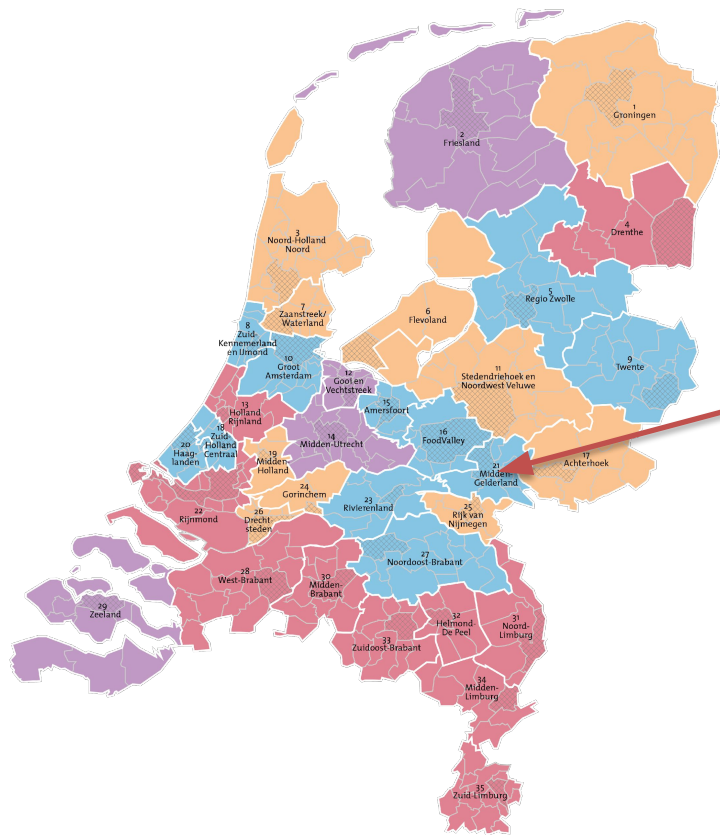 1
Groningen
2
Friesland
3
Noord-Holland
Noord
4
Drenthe
5
Regio Zwolle
6
Flevoland
7
Zaanstreek/
Waterland
8
Zuid-
Kennemerland
en IJmond
9
Twente
10
Groot
Amsterdam
11
Stedendriehoek en
Noordwest Veluwe
12
Gooi en
Vechtstreek
13
Holland
Rijnland
14
Midden-Utrecht
15
Amersfoort
16
FoodValley
17
Achterhoek
18
Zuid-
Holland
Centraal
19
Midden-
Holland
20
Haag-
landen
21
Midden-
Gelderland
22
Rijnmond
23
Rivierenland
24
Gorinchem
25
Rijk van
Nijmegen
26
Drecht-
steden
27
Noordoost-Brabant
28
West-Brabant
29
Zeeland
30
Midden-
Brabant
31
Noord-
Limburg
32
Helmond-
De Peel
33
Zuidoost-Brabant
34
Midden-
Limburg
35
Zuid-Limburg